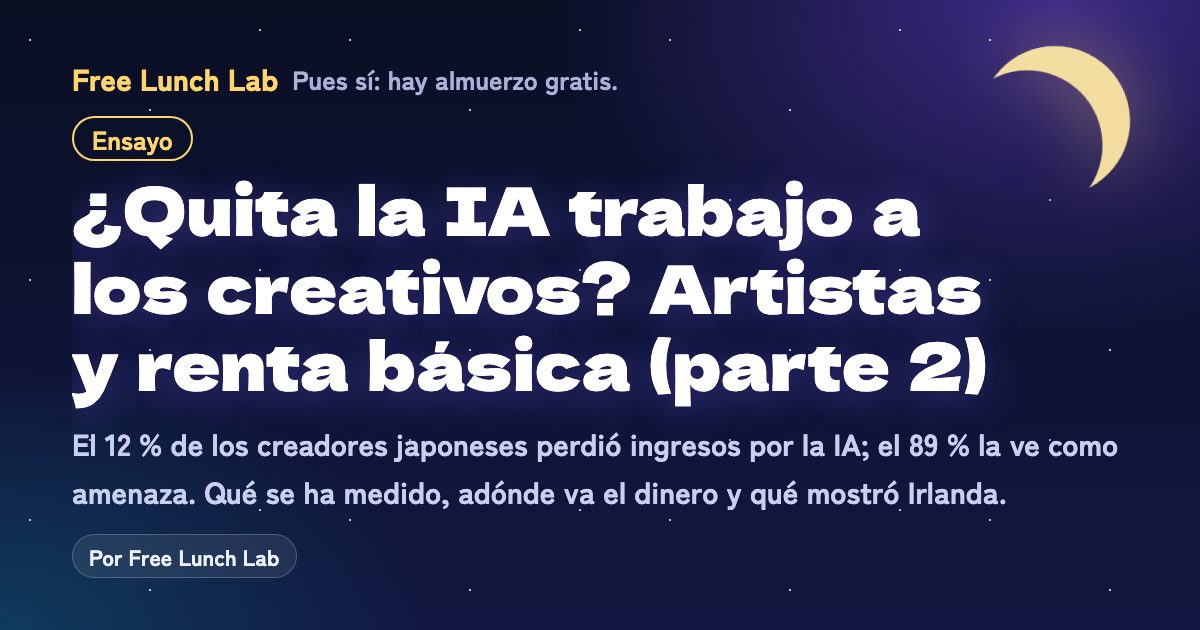 Free Lunch Lab Pues sí: hay almuerzo gratis.
Ensayo
¿Quita la IA trabajo a
los creativos? Artistas
y renta básica (parte 2)
El 12 % de los creadores japoneses perdió ingresos por la IA; el 89 % la ve como
amenaza. Qué se ha medido, adónde va el dinero y qué mostró Irlanda.
Por Free Lunch Lab